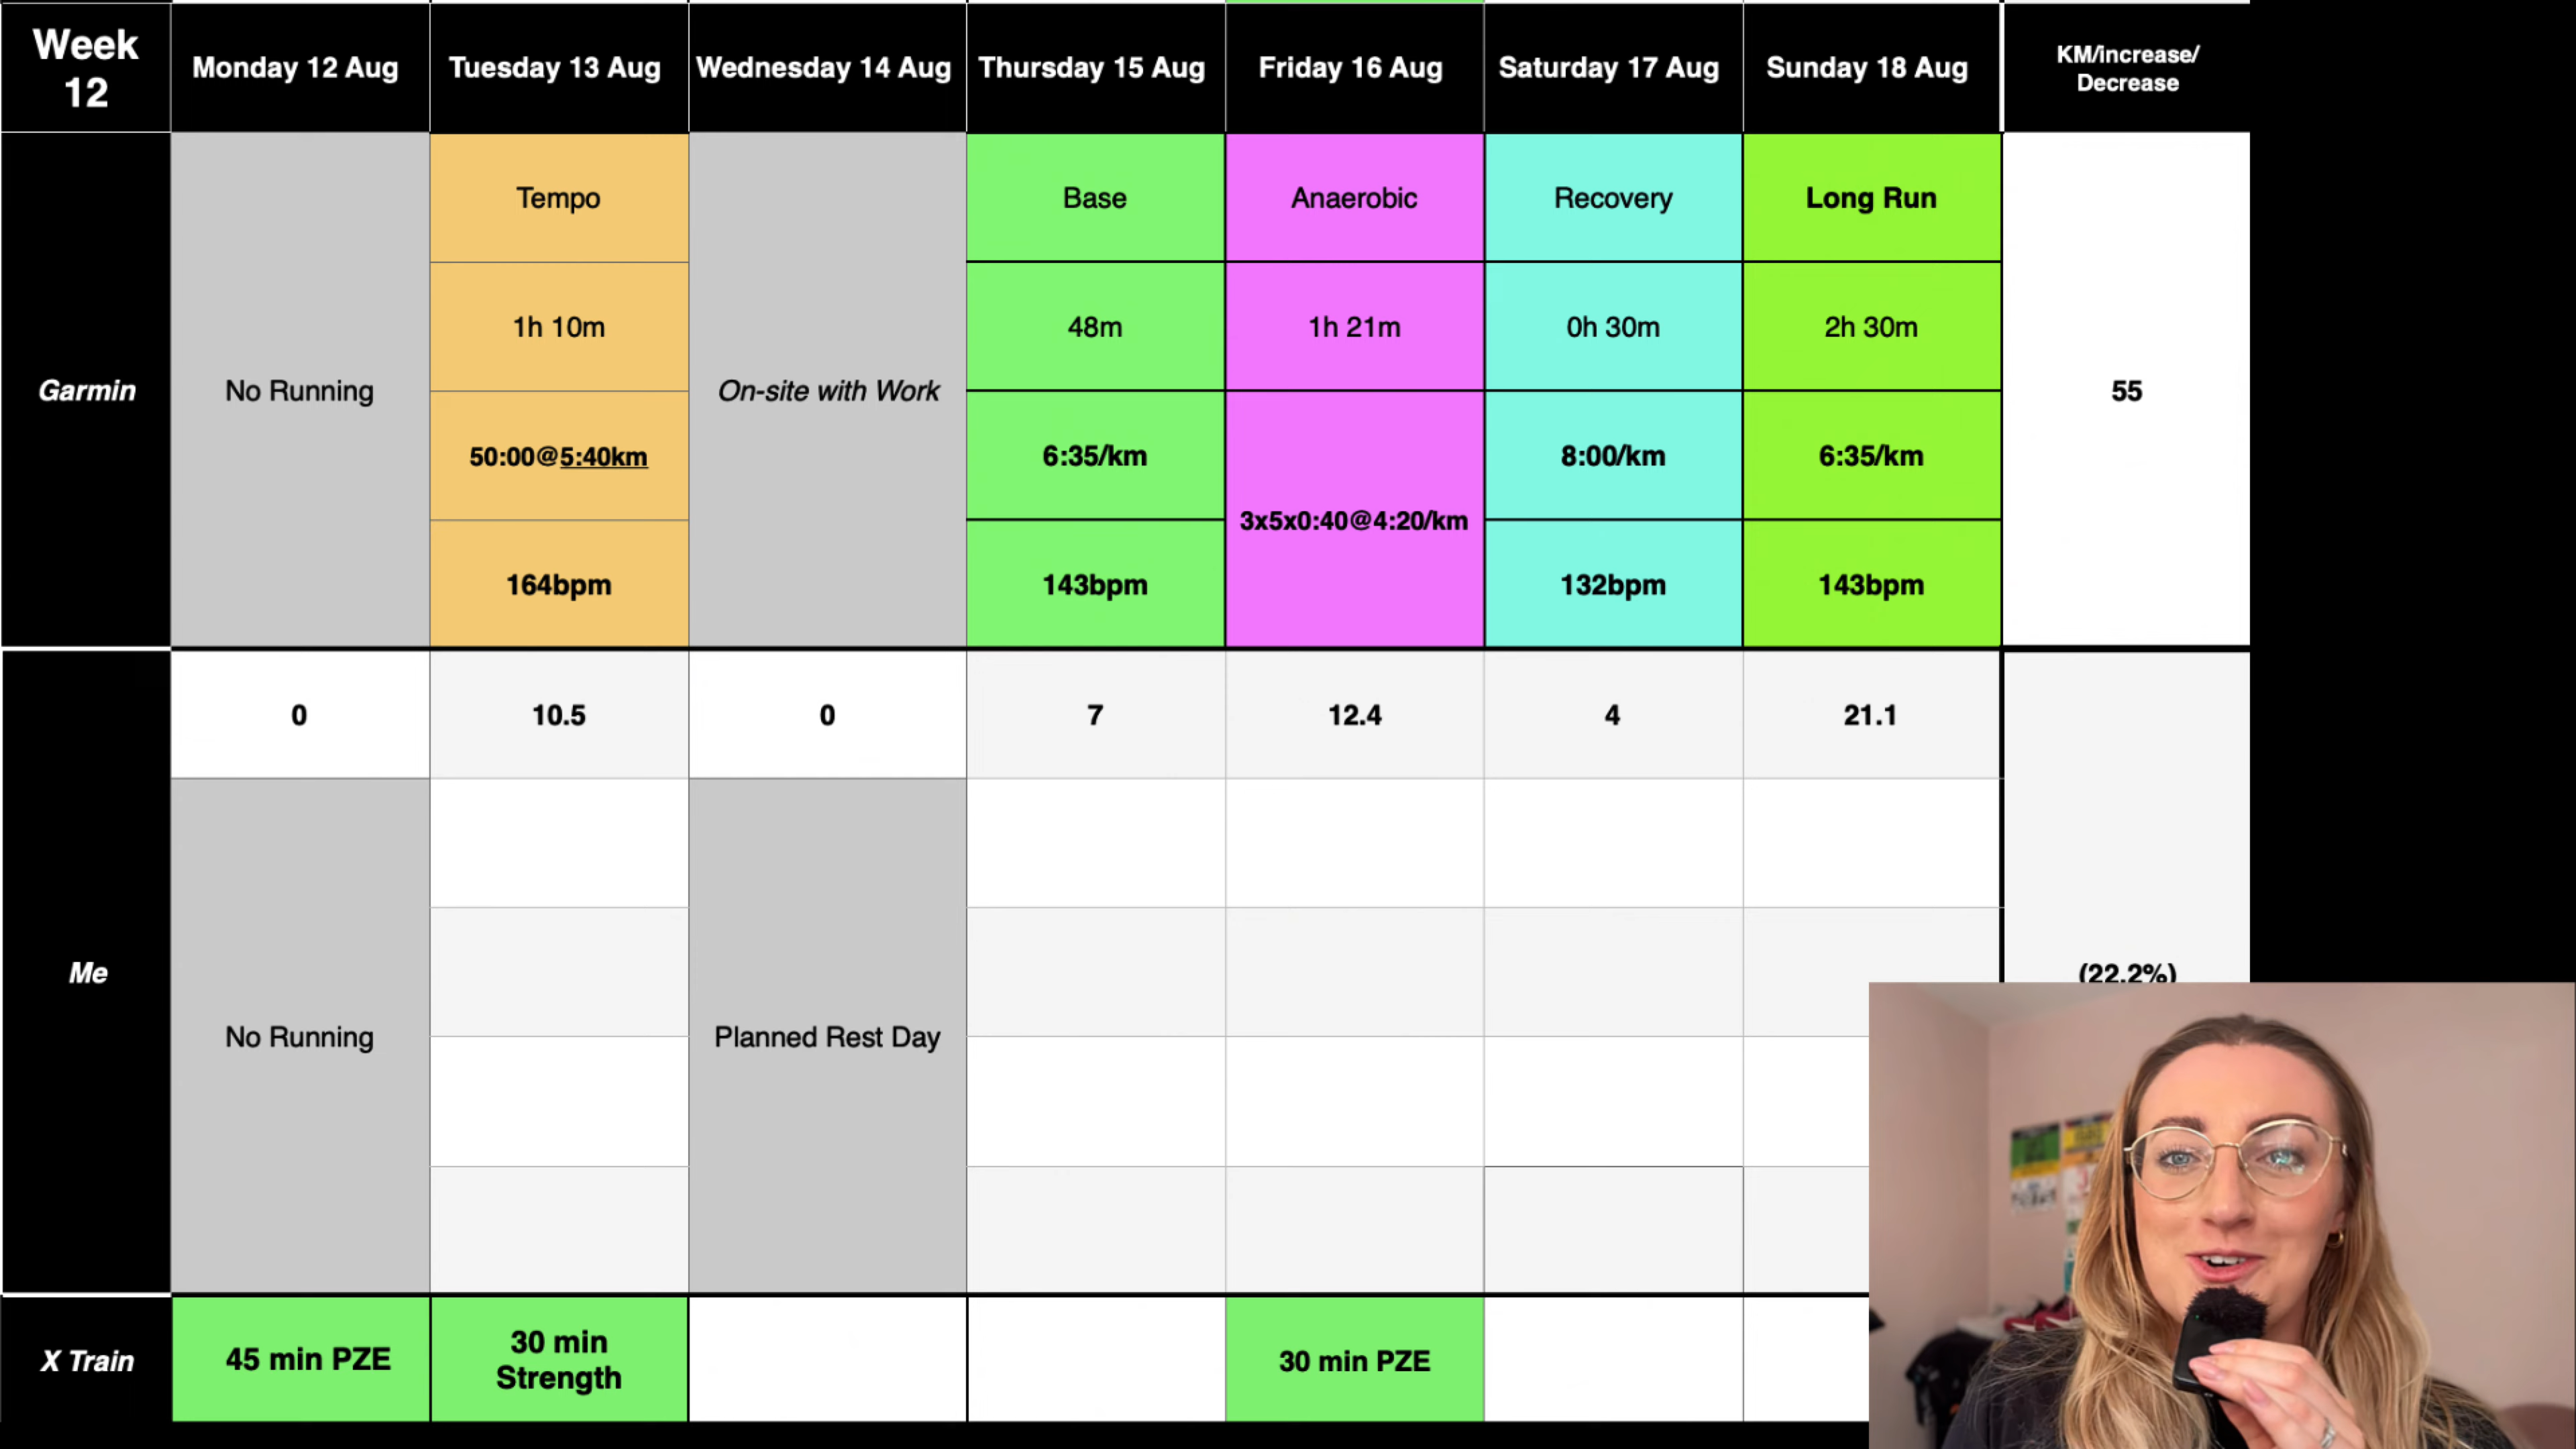 Week
12
Monday 12 Aug
Tuesday 13 Aug
Wednesday 14 Aug
Thursday 15 Aug
Friday 16 Aug
Saturday 17 Aug
Sunday 18 Aug
KM/increase/
Decrease
Garmin
No Running
Tempo
1h 10m
50:00@5:40km
164bpm
On-site with Work
Base
48m
6:35/km
143bpm
Anaerobic
1h 21m
3x5x0:40@4:20/km
Recovery
0h 30m
8:00/km
132bpm
Long Run
2h 30m
6:35/km
143bpm
55
Me
0
10.5
0
7
12.4
4
21.1
No Running
Planned Rest Day
(22.2%)
X Train
45 min PZE
30 min
Strength
30 min PZE